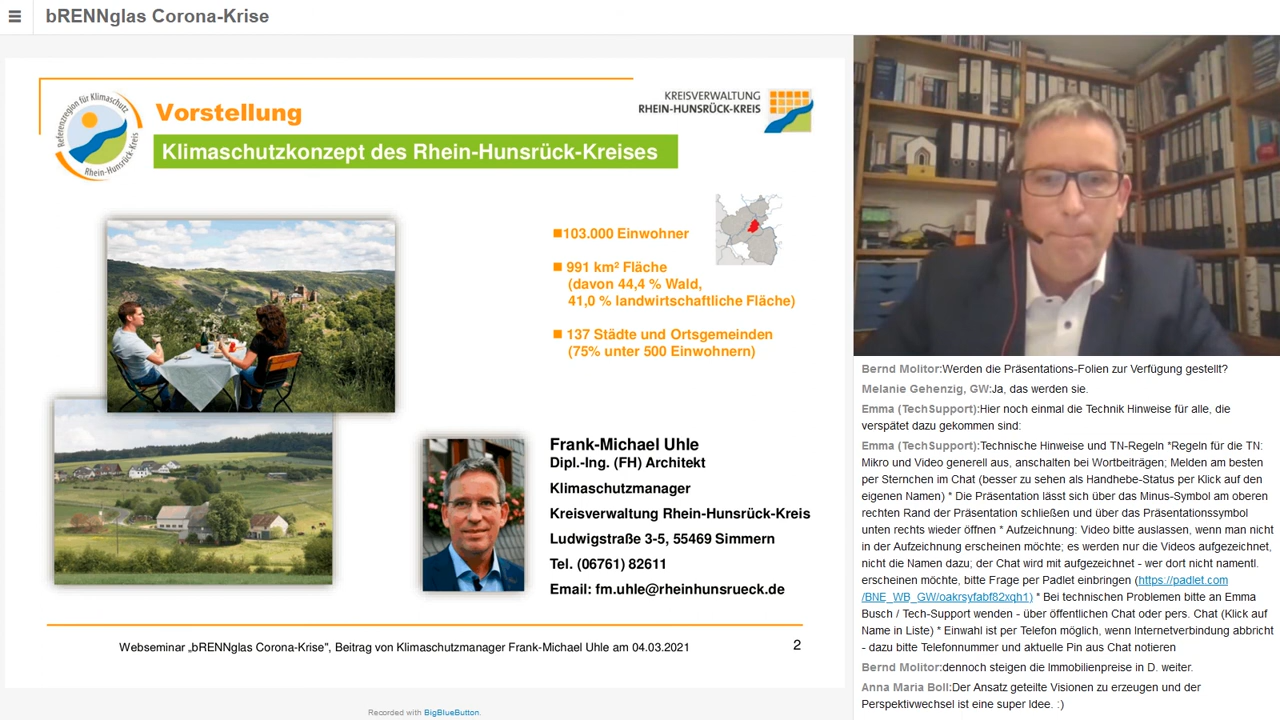 bRENNglas Corona-Krise
Referenzregion für Klimaschutz
Rhein-Hunsrück-Kreis
Vorstellung
Klimaschutzkonzept des Rhein-Hunsrück-Kreises
KREISVERWALTUNG
RHEIN-HUNSRÜCK-KREIS
103.000 Einwohner
991 km² Fläche
(davon 44,4 % Wald,
41,0 % landwirtschaftliche Fläche)
137 Städte und Ortsgemeinden
(75% unter 500 Einwohnern)
Frank-Michael Uhle
Dipl.-Ing. (FH) Architekt
Klimaschutzmanager
Kreisverwaltung Rhein-Hunsrück-Kreis
Ludwigstraße 3-5, 55469 Simmern
Tel. (06761) 82611
Email: fm.uhle@rheinhunsrueck.de
Webseminar „bRENNglas Corona-Krise", Beitrag von Klimaschutzmanager Frank-Michael Uhle am 04.03.2021
2
Recorded with BigBlueButton.
Bernd Molitor:Werden die Präsentations-Folien zur Verfügung gestellt?
Melanie Gehenzig, GW:Ja, das werden sie.
Emma (TechSupport):Hier noch einmal die Technik Hinweise für alle, die
verspätet dazu gekommen sind:
Emma (TechSupport):Technische Hinweise und TN-Regeln *Regeln für die TN:
Mikro und Video generell aus, anschalten bei Wortbeiträgen; Melden am besten
per Sternchen im Chat (besser zu sehen als Handhebe-Status per Klick auf den
eigenen Namen) * Die Präsentation lässt sich über das Minus-Symbol am oberen
rechten Rand der Präsentation schließen und über das Präsentationssymbol
unten rechts wieder öffnen * Aufzeichnung: Video bitte auslassen, wenn man nicht
in der Aufzeichnung erscheinen möchte; es werden nur die Videos aufgezeichnet,
nicht die Namen dazu; der Chat wird mit aufgezeichnet - wer dort nicht namentl.
erscheinen möchte, bitte Frage per Padlet einbringen (https://padlet.com
/BNE_WB_GW/oakrsyfabf82xqh1) * Bei technischen Problemen bitte an Emma
Busch / Tech-Support wenden - über öffentlichen Chat oder pers. Chat (Klick auf
Name in Liste) * Einwahl ist per Telefon möglich, wenn Internetverbindung abbricht
- dazu bitte Telefonnummer und aktuelle Pin aus Chat notieren
Bernd Molitor:dennoch steigen die Immobilienpreise in D. weiter.
Anna Maria Boll:Der Ansatz geteilte Visionen zu erzeugen und der
Perspektivwechsel ist eine super Idee. :)